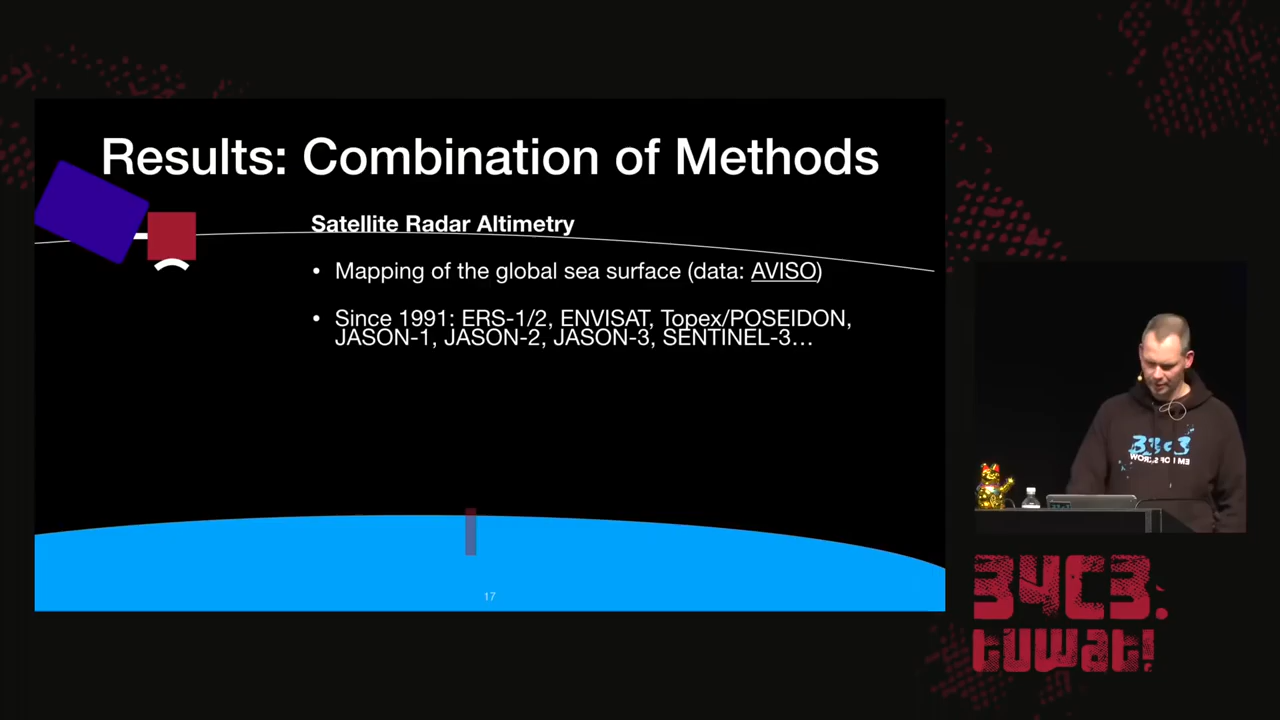 Results: Combination of Methods
Satellite Radar Altimetry
• Mapping of the global sea surface (data: AVISO)
• Since 1991: ERS-1/2, ENVISAT, Topex/POSEIDON,
JASON-1, JASON-2, JASON-3, SENTINEL-3…
17
33c3
34C3.
tuwat!